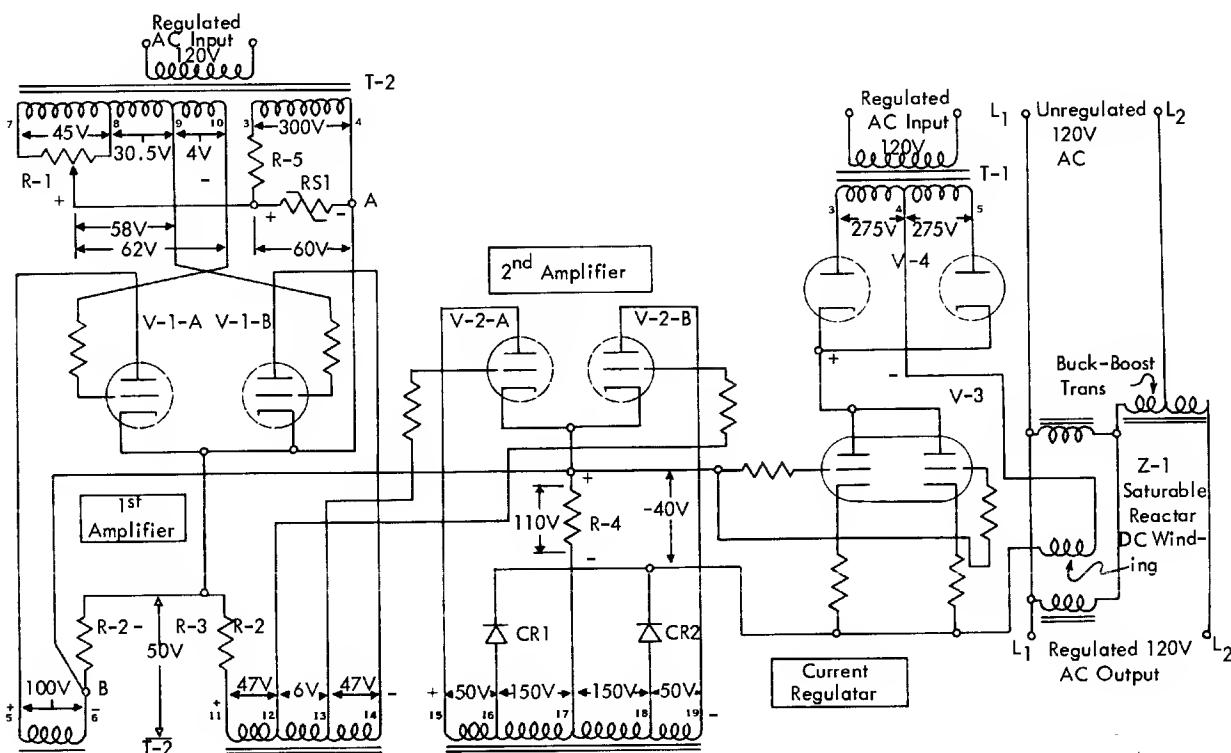 Regulated
AC Input
120V
T-2
7
45V
8
30.5V
9
4V
10
3
300V
4
R-1
+
-
R-5
RS1
+
-
A
58V
62V
60V
V-1-A
V-1-B
1st
Amplifier
R-2
-
R-3
R-2
50V
B
100V
+
5
-
6
T-2
+
11
47V
12
6V
13
47V
14
-
2nd Amplifier
V-2-A
V-2-B
+
110V
R-4
-
-40V
CR1
CR2
+
15
50V
16
150V
17
150V
18
50V
19
-
Regulated
AC Input
120V
T-1
3
4
5
275V
275V
V-4
+
-
V-3
Current
Regulatar
L1
Unregulated
120V
AC
L2
Buck-Boost
Trans
Z-1
Saturable
Reactor
DC Wind-
ing
L1
Regulated 120V
AC Output
L2